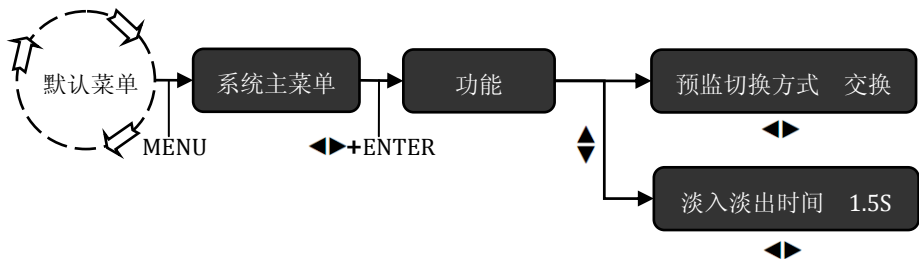 默认菜单
系统主菜单
功能
预监切换方式 交换
MENU
◀▶+ENTER
◀▶
▲
▼
淡入淡出时间 1.5S
◀▶